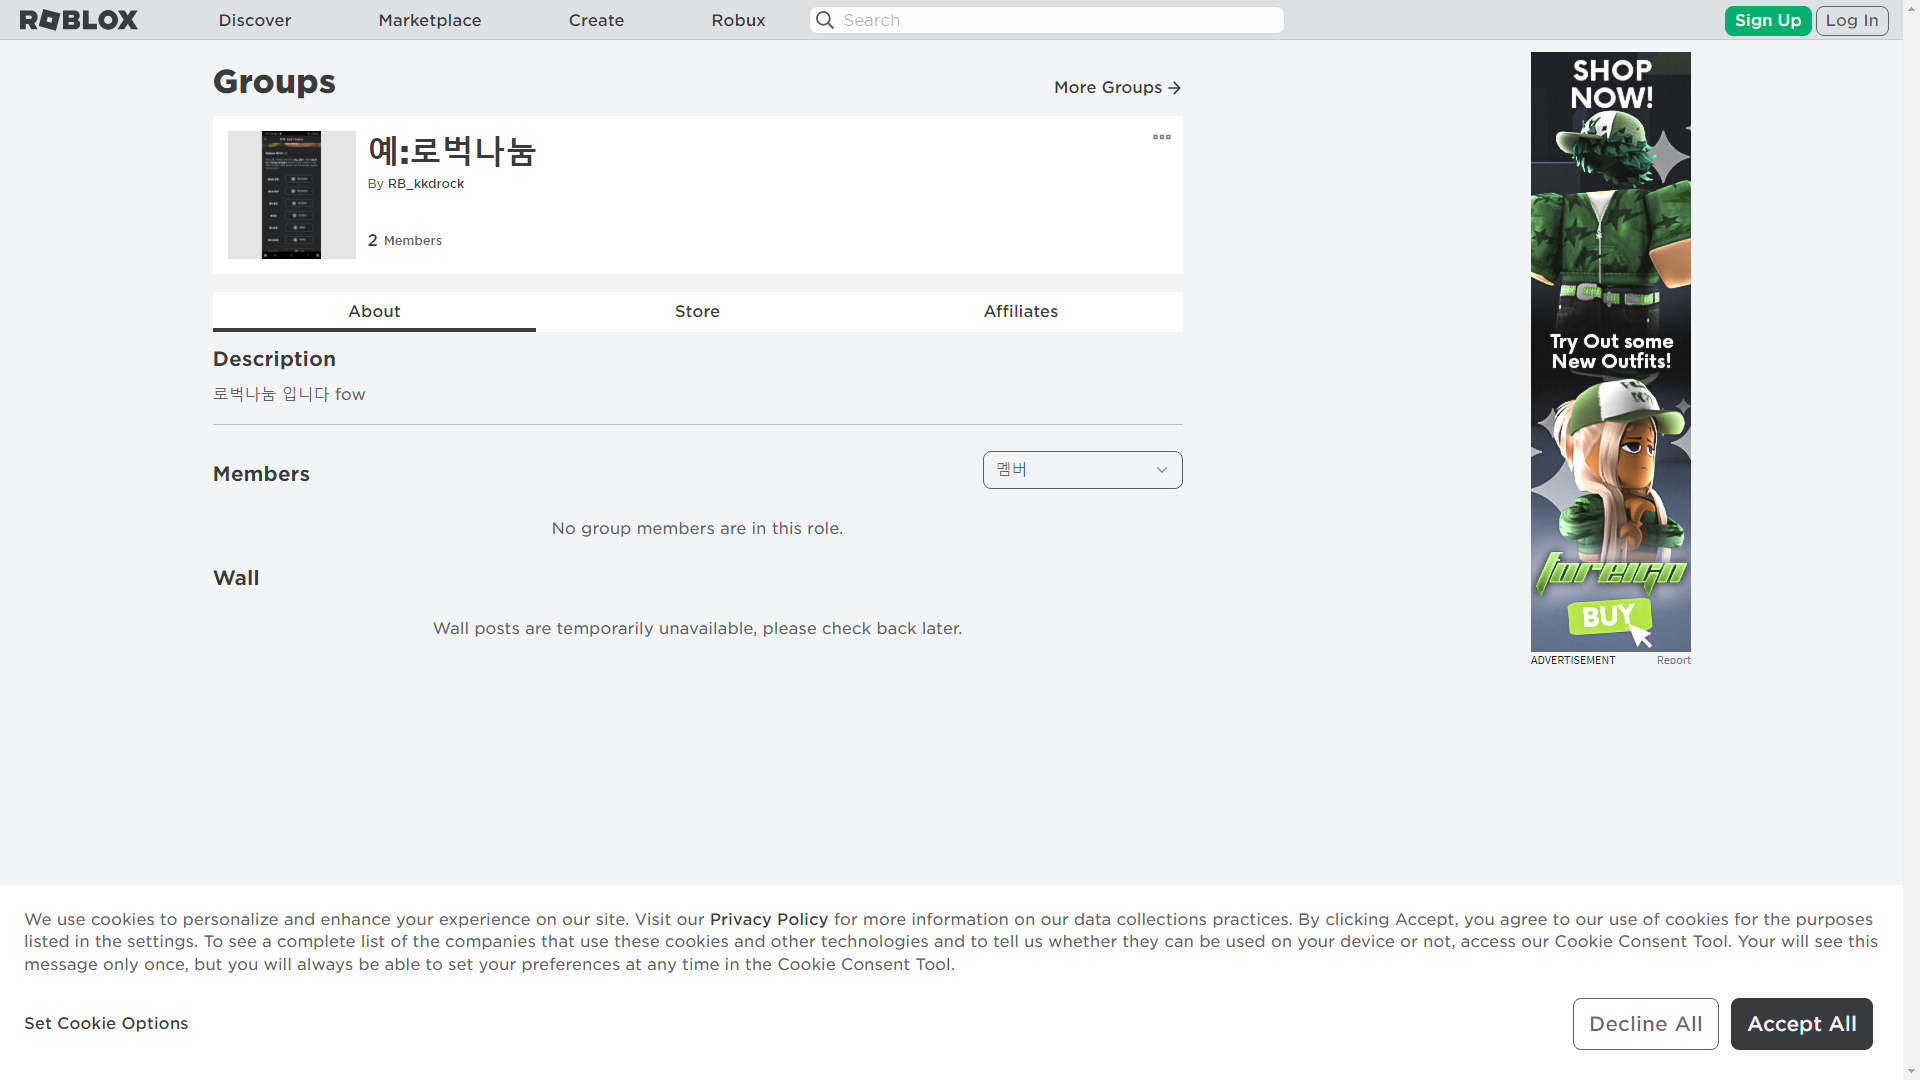 ROBLOX
Discover
Marketplace
Create
Robux
Search
Sign Up
Log In
Groups
More Groups
예:로벅나눔
By RB_kkdrock
2 Members
About
Store
Affiliates
Description
로벅나눔 입니다 fow
Members
멤버
No group members are in this role.
Wall
Wall posts are temporarily unavailable, please check back later.
SHOP
NOW!
Try Out some
New Outfits!
foreign
BUY
ADVERTISEMENT
Report
We use cookies to personalize and enhance your experience on our site. Visit our Privacy Policy for more information on our data collections practices. By clicking Accept, you agree to our use of cookies for the purposes
listed in the settings. To see a complete list of the companies that use these cookies and other technologies and to tell us whether they can be used on your device or not, access our Cookie Consent Tool. Your will see this
message only once, but you will always be able to set your preferences at any time in the Cookie Consent Tool.
Set Cookie Options
Decline All
Accept All